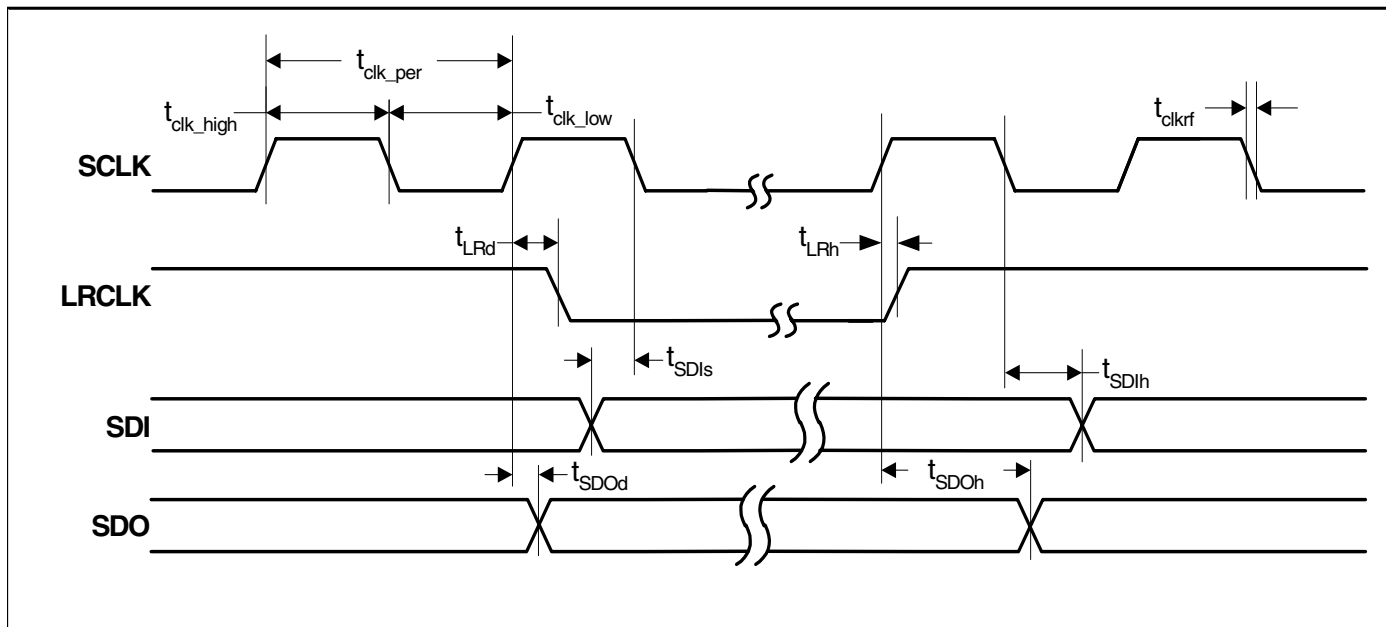 t_clk_per
t_clk_high
t_clk_low
t_clkrf
SCLK
t_LRd
t_LRh
LRCLK
t_SDIs
t_SDIh
SDI
t_SDOd
t_SDOh
SDO